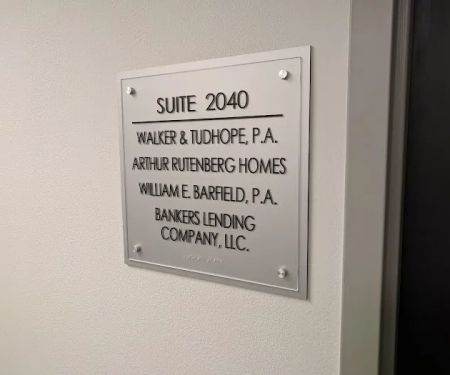 SUITE 2040
WALKER & TUDHOPE, P.A.
ARTHUR RUTENBERG HOMES
WILLIAM E. BARFIELD, P.A.
BANKERS LENDING
COMPANY, LLC.